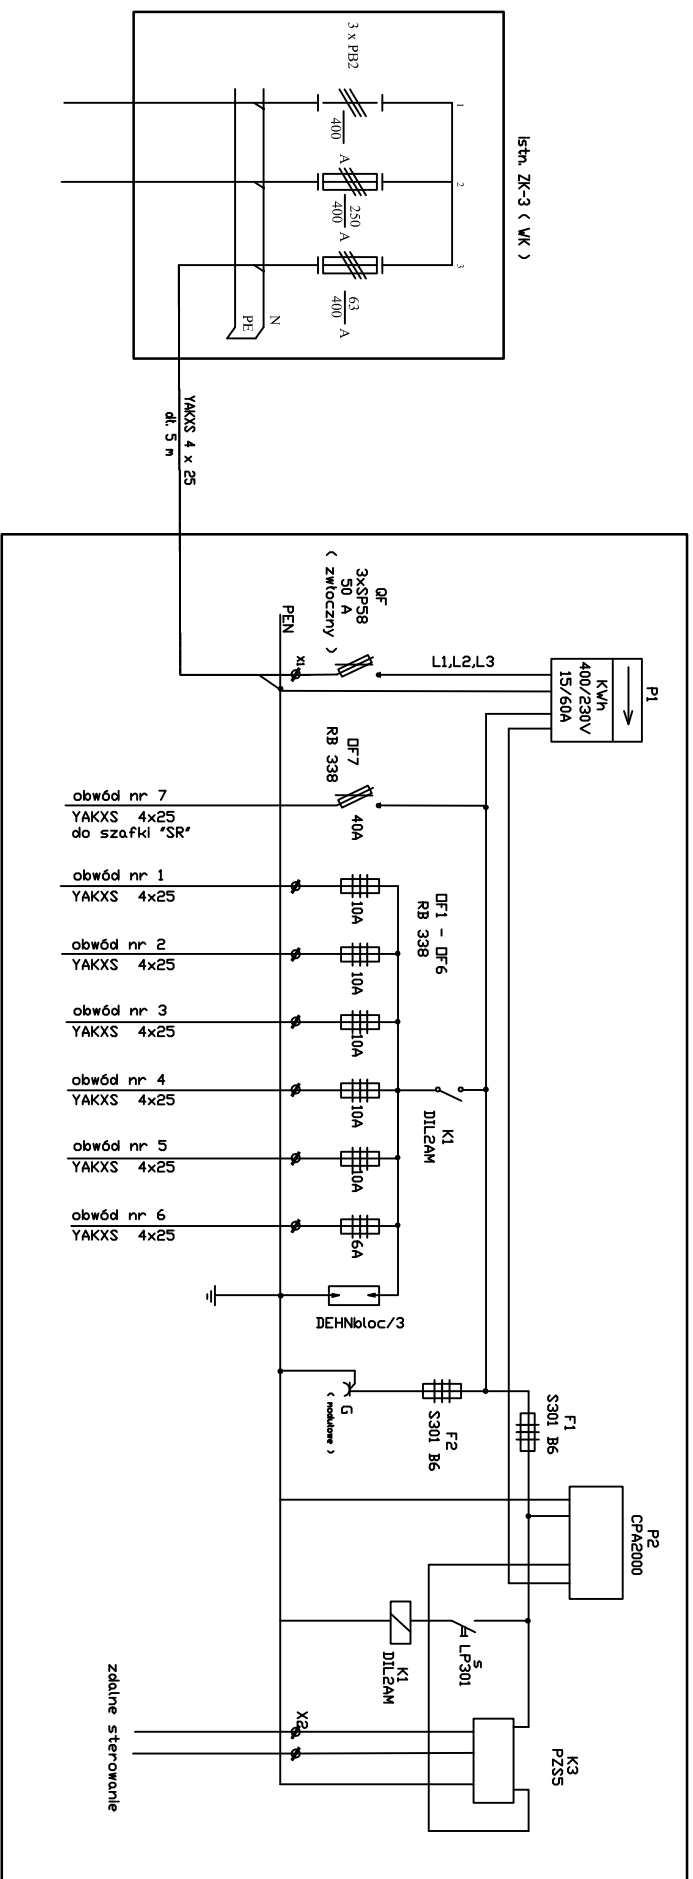 Istn. ZK-3 ( WK )
3 x PB2
1
400 A
2
250
400 A
3
63
400 A
N
PE
YAKXS 4 x 25
dł. 5 m
P1
KWh
400/230V
15/60A
L1,L2,L3
QF
3xSP58
50 A
( zwłoczny )
PEN
X1
OF7
RB 338
40A
obwód nr 7
YAKXS 4x25
do szafki "SR"
OF1 - OF6
RB 338
obwód nr 1
YAKXS 4x25
10A
obwód nr 2
YAKXS 4x25
10A
obwód nr 3
YAKXS 4x25
10A
obwód nr 4
YAKXS 4x25
10A
K1
DIL2AM
obwód nr 5
YAKXS 4x25
10A
obwód nr 6
YAKXS 4x25
6A
DEHNbloc/3
G
( modułowe )
F2
S301 B6
F1
S301 B6
P2
CPA2000
s
LP301
K1
DIL2AM
K3
PZS5
X2
zdalne sterowanie